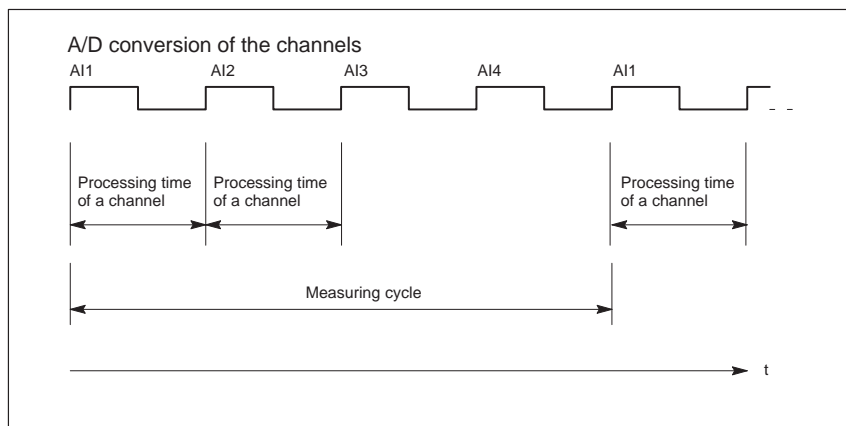 A/D conversion of the channels
AI1 AI2 AI3 AI4 AI1
Processing time of a channel
Processing time of a channel
Processing time of a channel
Measuring cycle
t